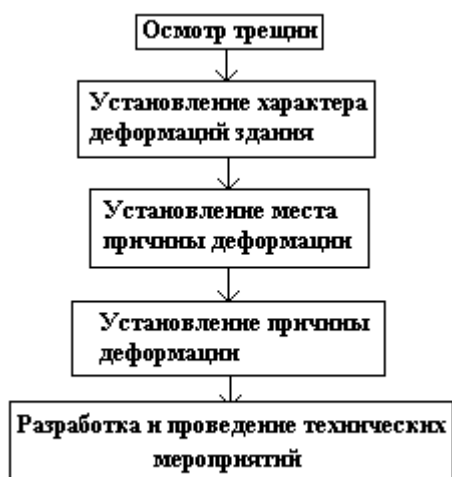 Осмотр трещин
Установление характера
деформаций здания
Установление места
причины деформации
Установление причины
деформации
Разработка и проведение технических
мероприятий